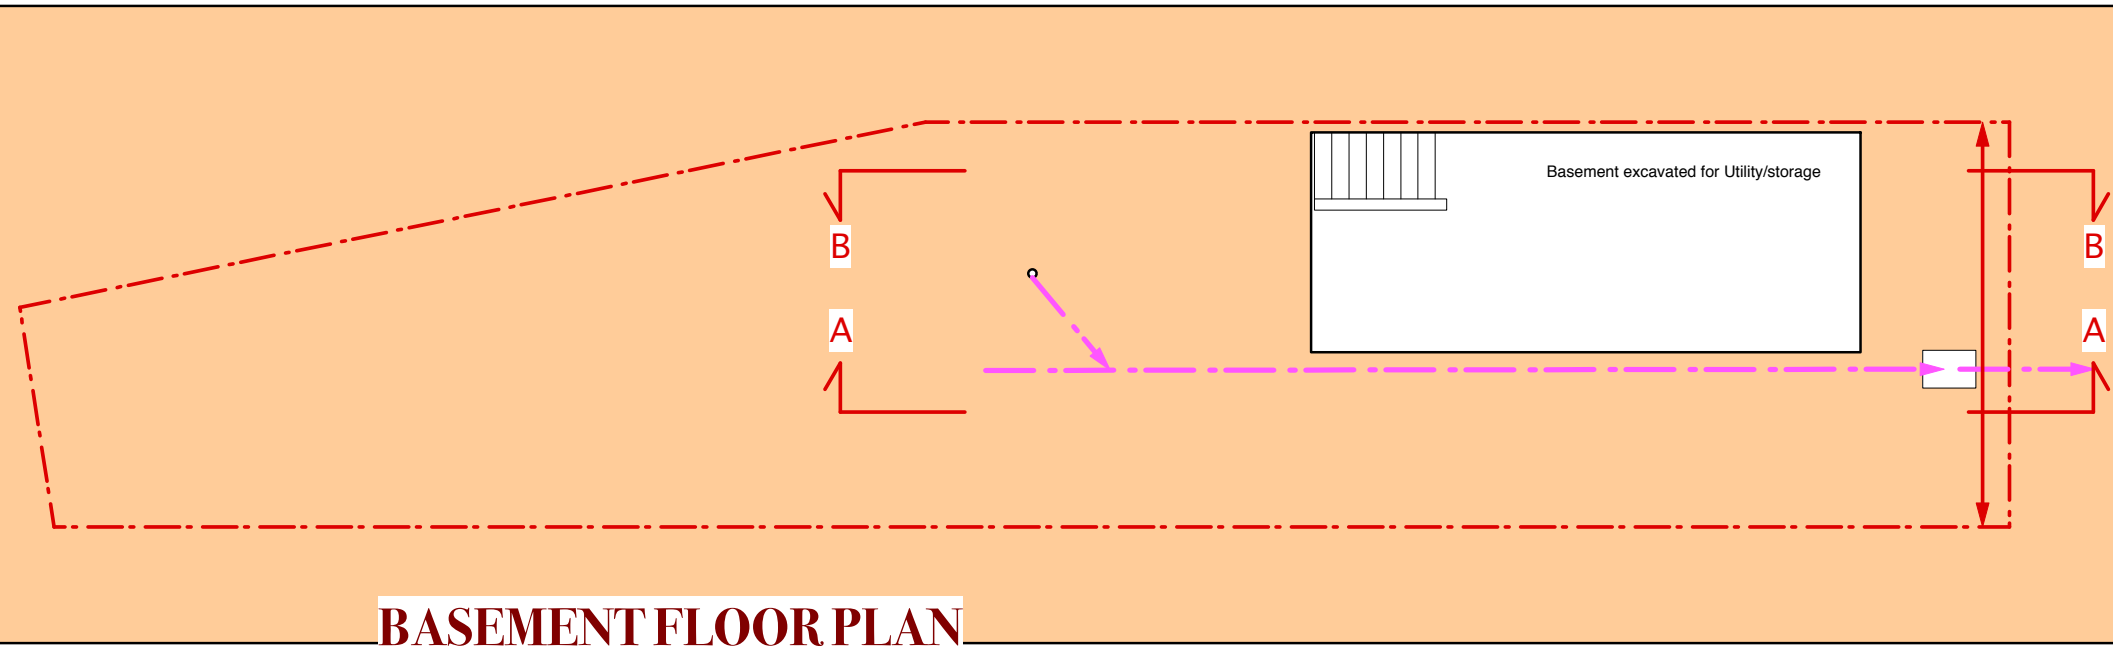 Basement excavated for Utility/storage
B
B
A
A
BASEMENT FLOOR PLAN